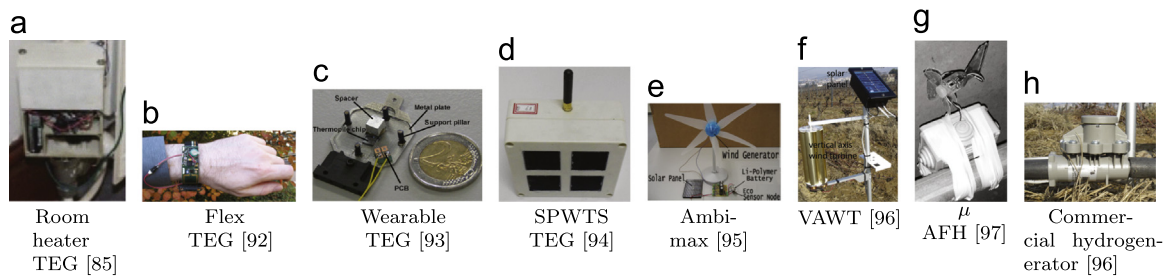 a
Room
heater
TEG [85]
b
Flex
TEG [92]
c
Spacer
Metal plate
Thermopile chip
Support pillar
PCB
Wearable
TEG [93]
d
SPWTS
TEG [94]
e
Wind Generator
Solar Panel
Li-Polymer
Battery
Eco
Sensor Node
Ambi-
max [95]
f
solar
panel
vertical axis
wind turbine
VAWT [96]
g
μ
AFH [97]
h
Commer-
cial hydrogen-
erator [96]